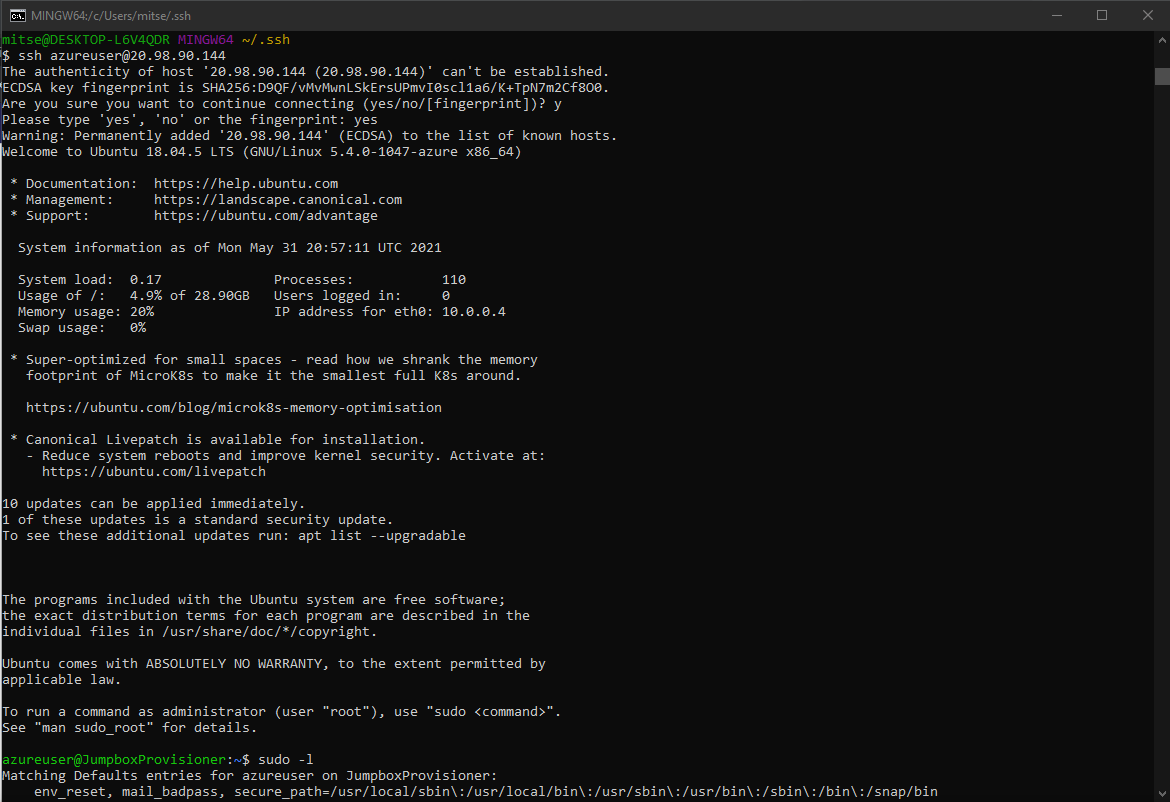 MINGW64:/c/Users/mitse/.ssh
mitse@DESKTOP-L6V4QDR MINGW64 ~/.ssh
$ ssh azureuser@20.98.90.144
The authenticity of host '20.98.90.144 (20.98.90.144)' can't be established.
ECDSA key fingerprint is SHA256:D9QF/vMvMwnLSkErsUPmvI0scl1a6/K+TpN7m2Cf8O0.
Are you sure you want to continue connecting (yes/no/[fingerprint])? y
Please type 'yes', 'no' or the fingerprint: yes
Warning: Permanently added '20.98.90.144' (ECDSA) to the list of known hosts.
Welcome to Ubuntu 18.04.5 LTS (GNU/Linux 5.4.0-1047-azure x86_64)
* Documentation:  https://help.ubuntu.com
* Management:     https://landscape.canonical.com
* Support:        https://ubuntu.com/advantage
System information as of Mon May 31 20:57:11 UTC 2021
System load:  0.17              Processes:           110
Usage of /:   4.9% of 28.90GB   Users logged in:     0
Memory usage: 20%               IP address for eth0: 10.0.0.4
Swap usage:   0%
* Super-optimized for small spaces - read how we shrank the memory
footprint of MicroK8s to make it the smallest full K8s around.
https://ubuntu.com/blog/microk8s-memory-optimisation
* Canonical Livepatch is available for installation.
- Reduce system reboots and improve kernel security. Activate at:
https://ubuntu.com/livepatch
10 updates can be applied immediately.
1 of these updates is a standard security update.
To see these additional updates run: apt list --upgradable
The programs included with the Ubuntu system are free software;
the exact distribution terms for each program are described in the
individual files in /usr/share/doc/*/copyright.
Ubuntu comes with ABSOLUTELY NO WARRANTY, to the extent permitted by
applicable law.
To run a command as administrator (user "root"), use "sudo <command>".
See "man sudo_root" for details.
azureuser@JumpboxProvisioner:~$ sudo -l
Matching Defaults entries for azureuser on JumpboxProvisioner:
env_reset, mail_badpass, secure_path=/usr/local/sbin\:/usr/local/bin\:/usr/sbin\:/usr/bin\:/sbin\:/bin\:/snap/bin